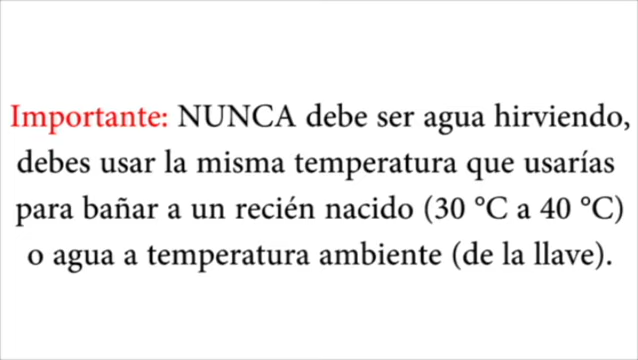 Importante: NUNCA debe ser agua hirviendo,
debes usar la misma temperatura que usarías
para bañar a un recién nacido (30 °C a 40 °C)
o agua a temperatura ambiente (de la llave).